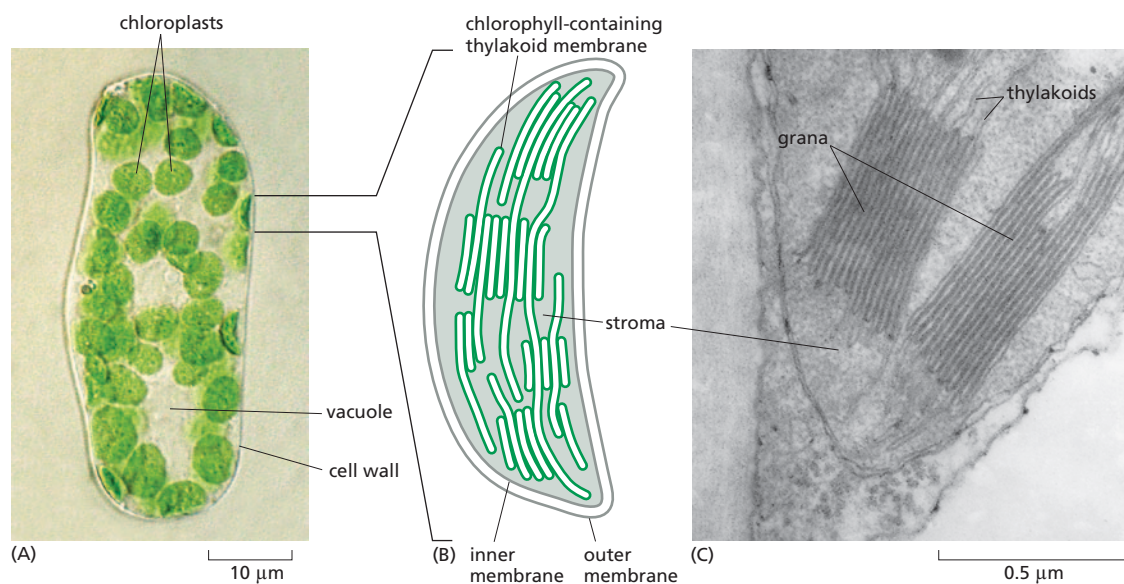 chloroplasts
vacuole
cell wall
(A)
10 µm
chlorophyll-containing
thylakoid membrane
stroma
(B)
inner
membrane
outer
membrane
thylakoids
grana
(C)
0.5 µm